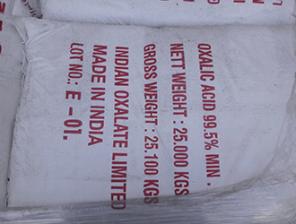 OXALIC ACID 99.5% MIN.
NETT WEIGHT : 25.000 KGS
GROSS WEIGHT : 25.100 KGS
INDIAN OXALATE LIMITED
MADE IN INDIA
LOT NO.: E - 01.